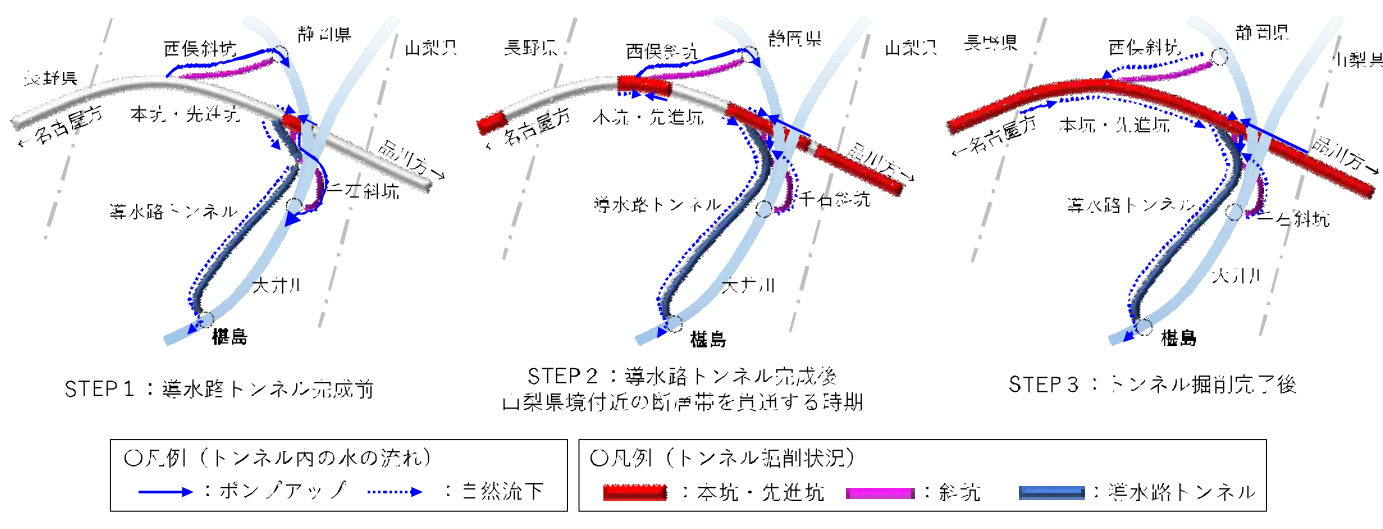 静岡県
山梨県
西俣斜坑
長野県
← 名古屋方
本坑・先進坑
品川方→
千石斜坑
導水路トンネル
大井川
椹島
STEP1：導水路トンネル完成前
長野県
西俣斜坑
静岡県
山梨県
← 名古屋方
本坑・先進坑
品川方→
千石斜坑
導水路トンネル
大井川
椹島
STEP2：導水路トンネル完成後
山梨県境付近の断層帯を貫通する時期
長野県
西俣斜坑
静岡県
山梨県
←名古屋方
本坑・先進坑
品川方→
導水路トンネル
千石斜坑
大井川
椹島
STEP3：トンネル掘削完了後
〇凡例（トンネル内の水の流れ）
：ポンプアップ
：自然流下
〇凡例（トンネル掘削状況）
：本坑・先進坑
：斜坑
：導水路トンネル